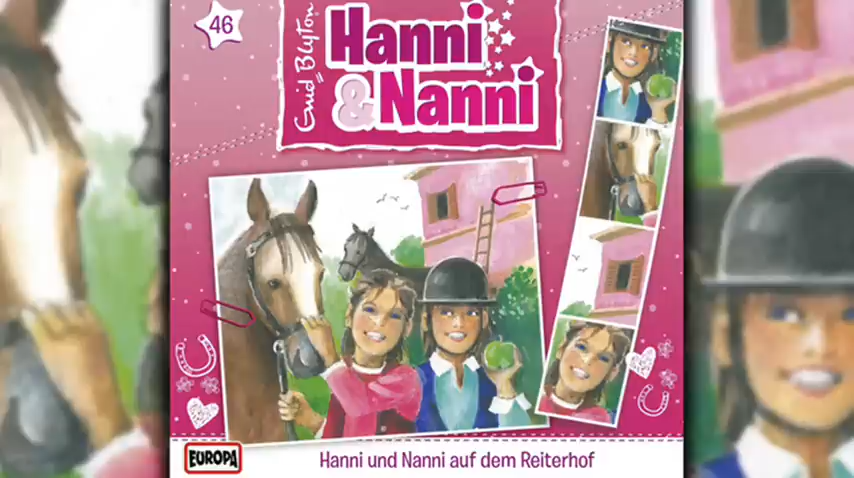 46
Enid Blyton
Hanni
& Nanni
EUROPA
Hanni und Nanni auf dem Reiterhof